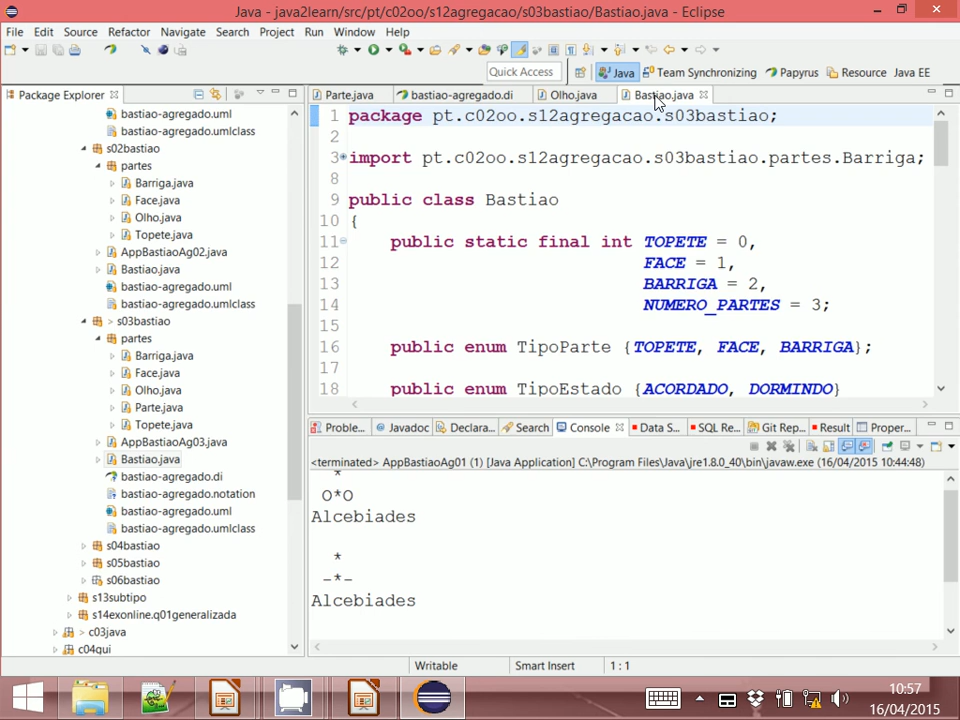 Java - java2learn/src/pt/c02oo/s12agregacao/s03bastiao/Bastiao.java - Eclipse
File Edit Source Refactor Navigate Search Project Run Window Help
Quick Access Java Team Synchronizing Papyrus Resource Java EE
Package Explorer
bastiao-agregado.uml
bastiao-agregado.umlclass
s02bastiao
partes
Barriga.java
Face.java
Olho.java
Topete.java
AppBastiaoAg02.java
Bastiao.java
bastiao-agregado.uml
bastiao-agregado.umlclass
> s03bastiao
partes
Barriga.java
Face.java
Olho.java
Parte.java
Topete.java
AppBastiaoAg03.java
Bastiao.java
bastiao-agregado.di
bastiao-agregado.notation
bastiao-agregado.uml
bastiao-agregado.umlclass
s04bastiao
s05bastiao
s06bastiao
s13subtipo
s14exonline.q01generalizada
> c03java
c04gui
Parte.java bastiao-agregado.di Olho.java Bastiao.java
1 package pt.c02oo.s12agregacao.s03bastiao;
2
3 import pt.c02oo.s12agregacao.s03bastiao.partes.Barriga;
8
9 public class Bastiao
10 {
11 public static final int TOPETE = 0,
12 FACE = 1,
13 BARRIGA = 2,
14 NUMERO_PARTES = 3;
15
16 public enum TipoParte {TOPETE, FACE, BARRIGA};
17
18 public enum TipoEstado {ACORDADO, DORMINDO}
Proble... @ Javadoc Declara... Search Console Data S... SQL Re... Git Rep... Result Proper...
<terminated> AppBastiaoAg01 (1) [Java Application] C:\Program Files\Java\jre1.8.0_40\bin\javaw.exe (16/04/2015 10:44:48)
*
O*O
Alcebiades
*
-*-
Alcebiades
Writable Smart Insert 1 : 1
10:57
16/04/2015